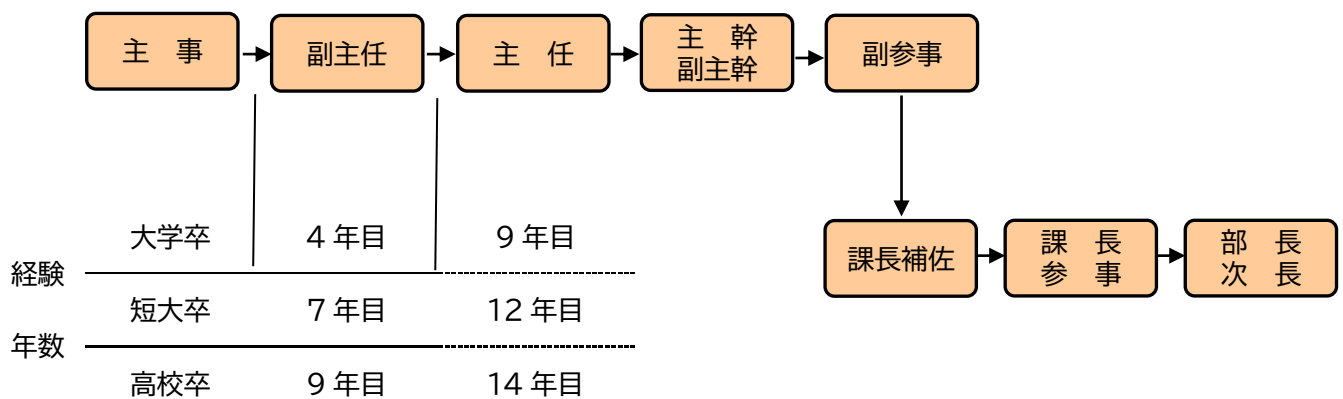 主　事
副主任
主　任
主　幹
副主幹
副参事
大学卒
4 年目
9 年目
経験
短大卒
7 年目
12 年目
年数
高校卒
9 年目
14 年目
課長補佐
課　長
参　事
部　長
次　長